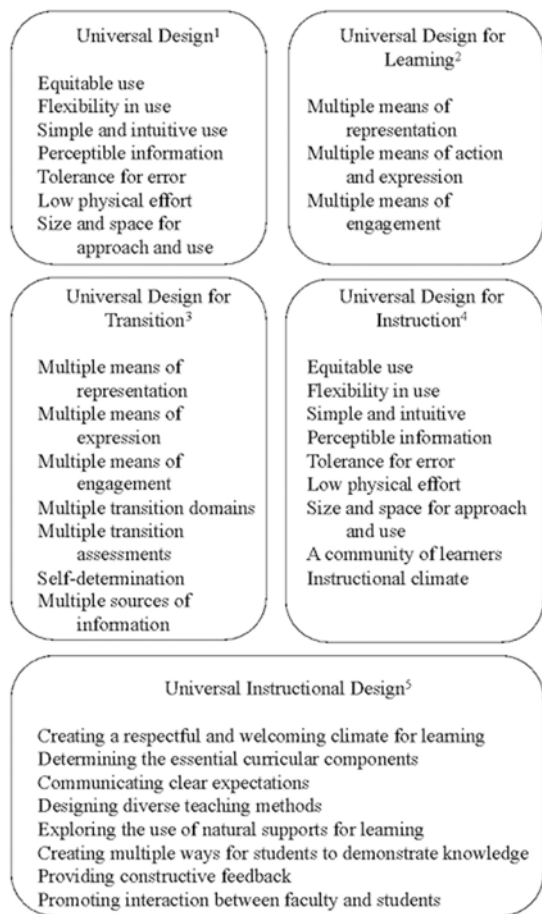 Universal Design¹
Equitable use
Flexibility in use
Simple and intuitive use
Perceptible information
Tolerance for error
Low physical effort
Size and space for
approach and use
Universal Design for
Learning²
Multiple means of
representation
Multiple means of action
and expression
Multiple means of
engagement
Universal Design for
Transition³
Multiple means of
representation
Multiple means of
expression
Multiple means of
engagement
Multiple transition domains
Multiple transition
assessments
Self-determination
Multiple sources of
information
Universal Design for
Instruction⁴
Equitable use
Flexibility in use
Simple and intuitive
Perceptible information
Tolerance for error
Low physical effort
Size and space for approach
and use
A community of learners
Instructional climate
Universal Instructional Design⁵
Creating a respectful and welcoming climate for learning
Determining the essential curricular components
Communicating clear expectations
Designing diverse teaching methods
Exploring the use of natural supports for learning
Creating multiple ways for students to demonstrate knowledge
Providing constructive feedback
Promoting interaction between faculty and students